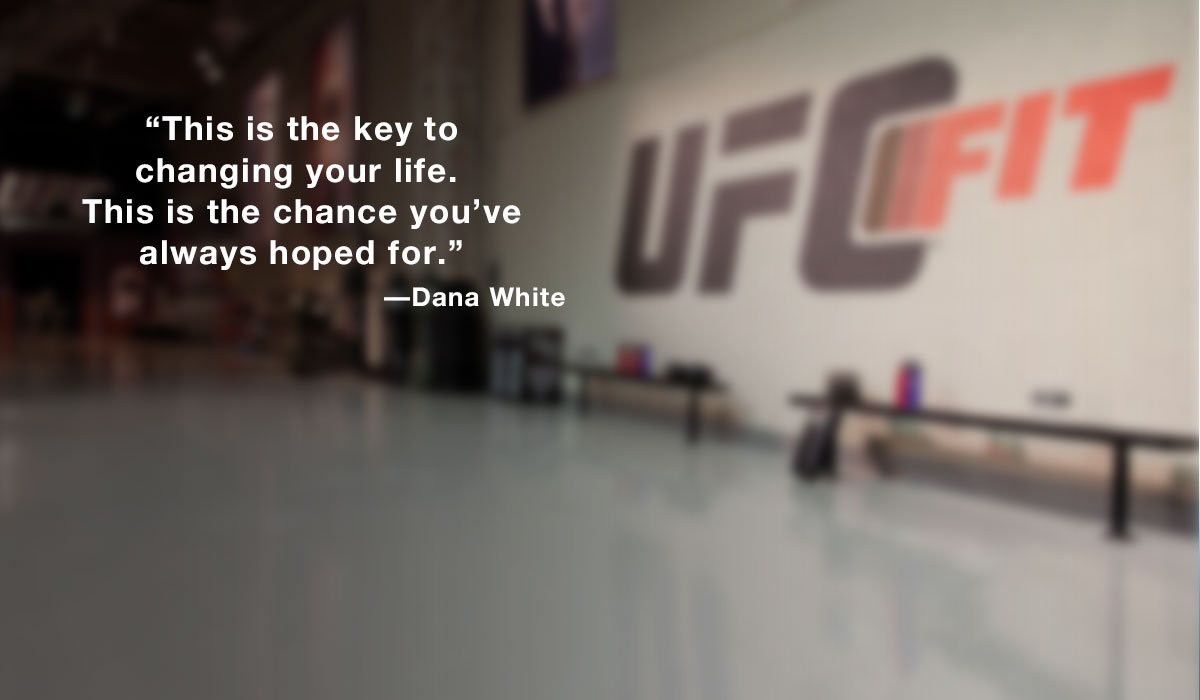 “This is the key to
changing your life.
This is the chance you’ve
always hoped for.”
—Dana White
UFC FIT